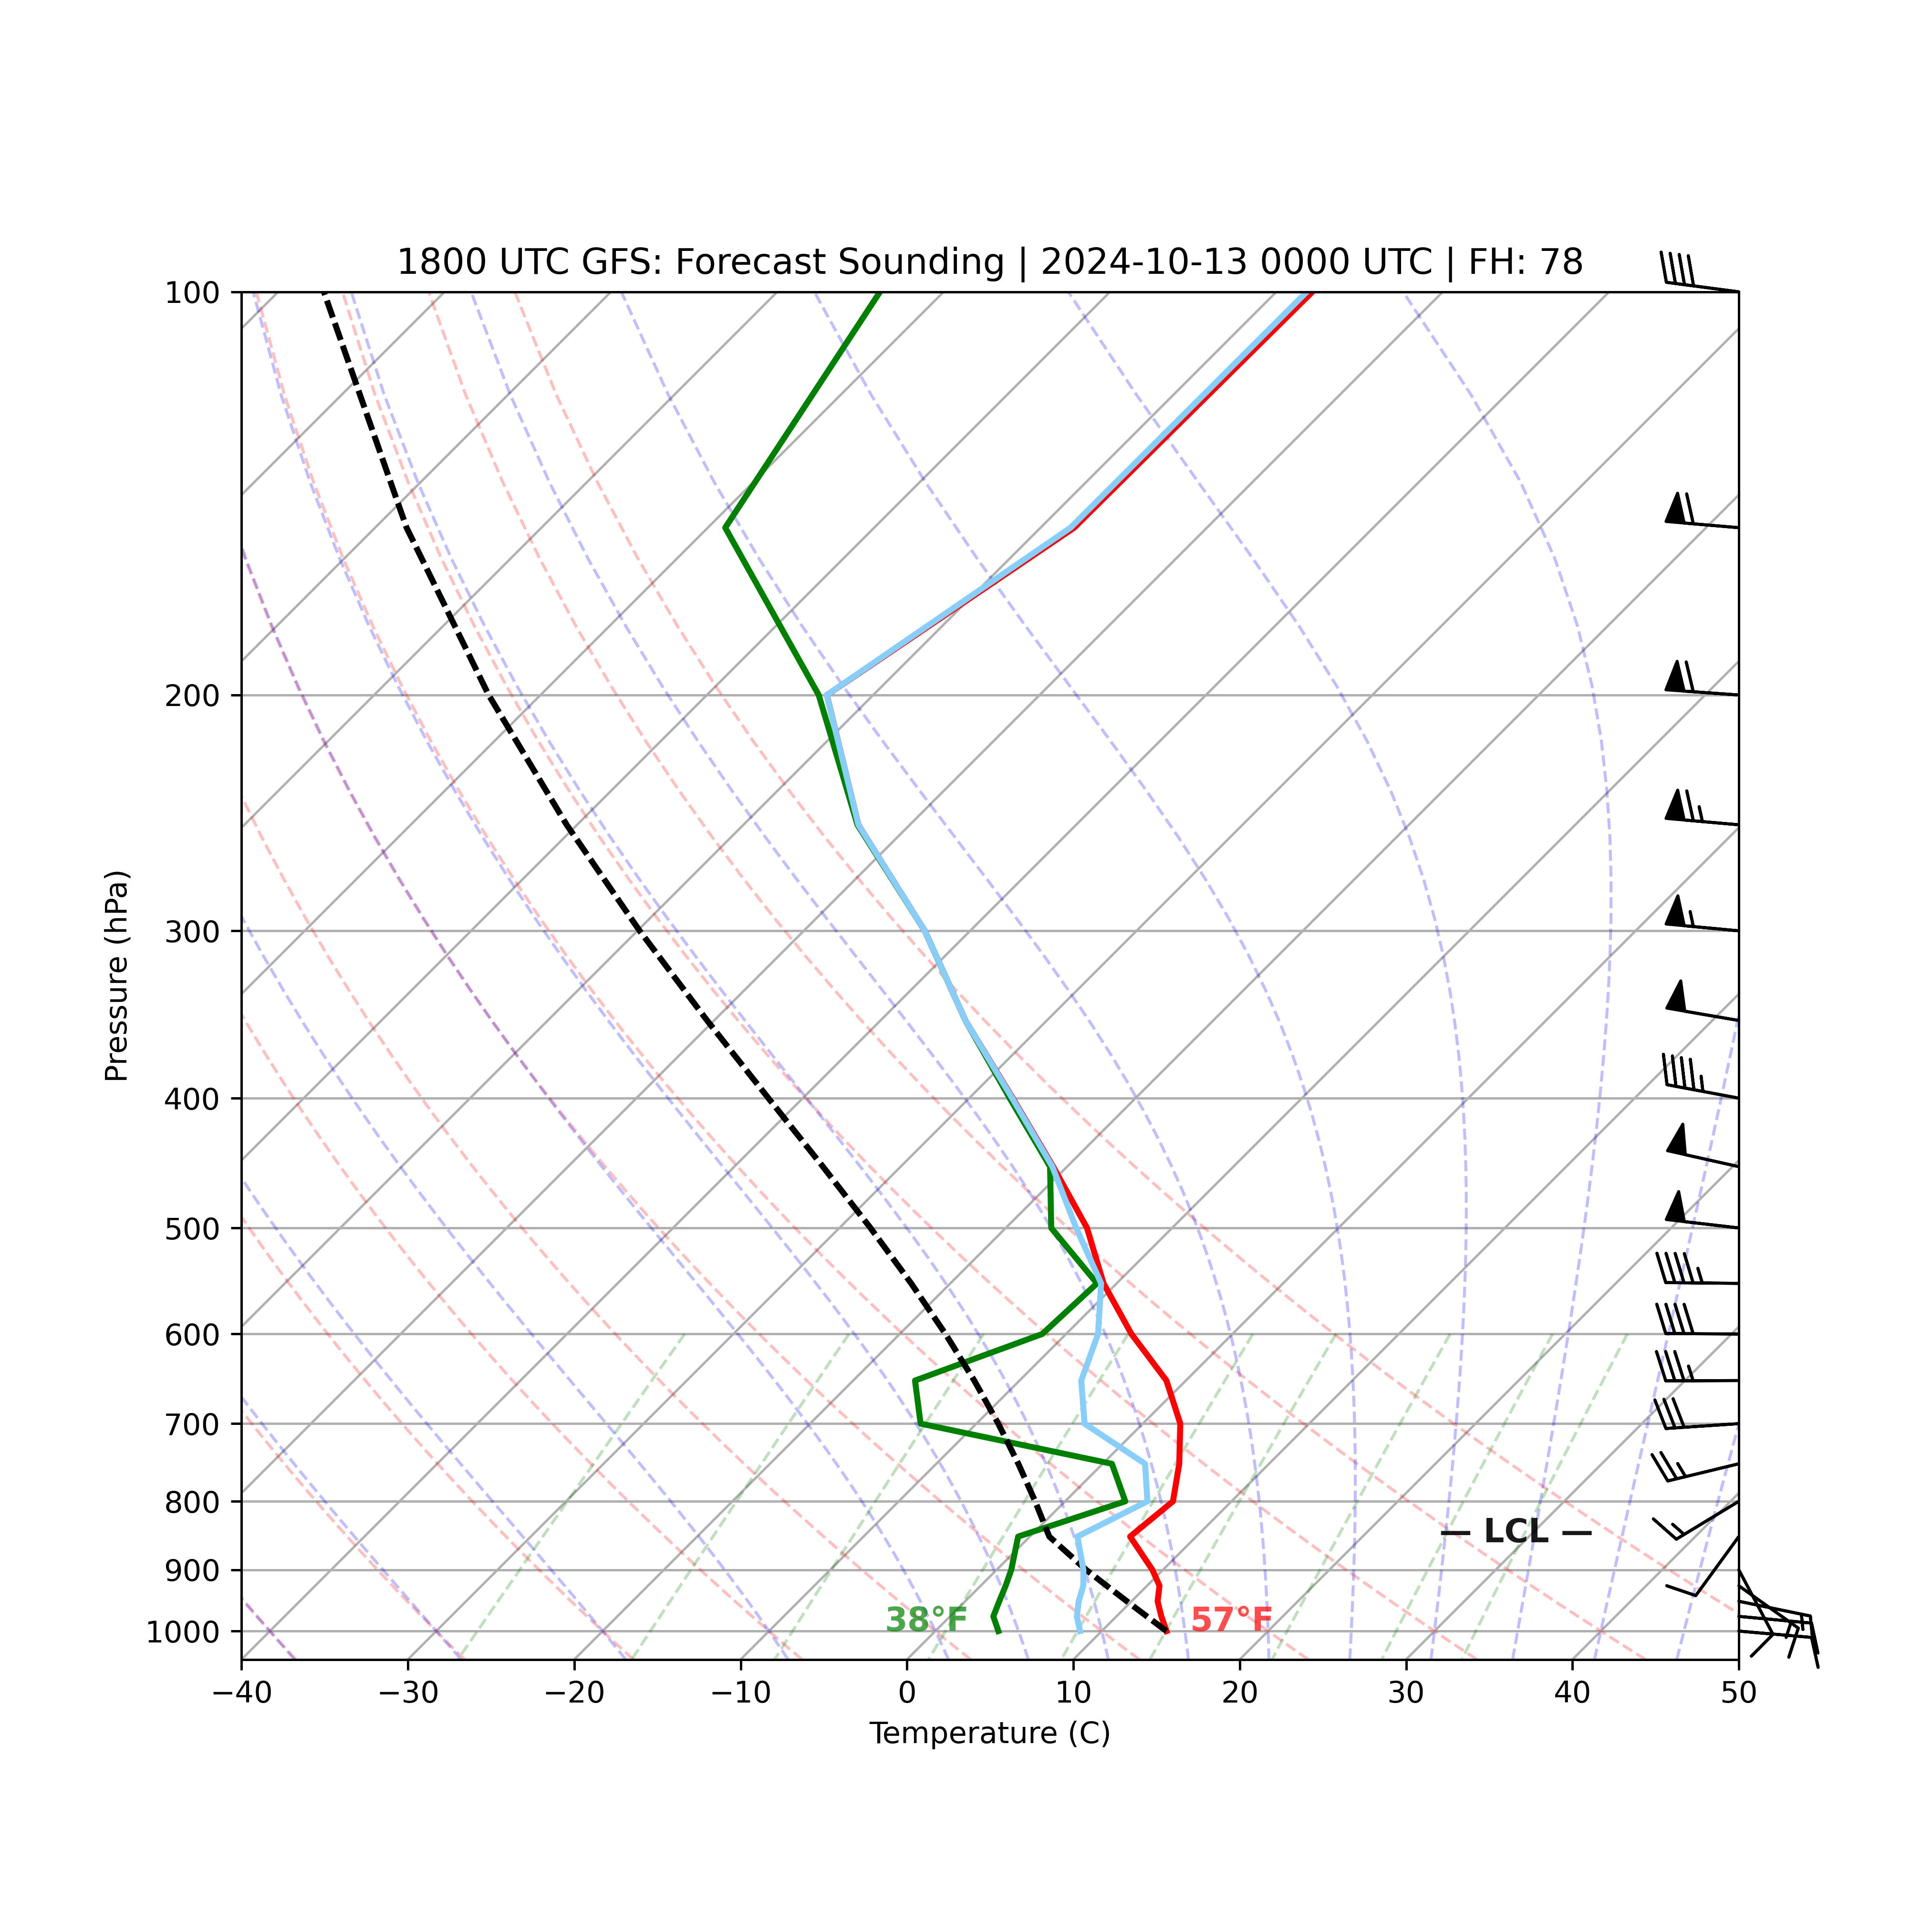 1800 UTC GFS: Forecast Sounding | 2024-10-13 0000 UTC | FH: 78
100
200
300
400
500
600
700
800
900
1000
Pressure (hPa)
— LCL —
38°F
57°F
−40 −30 −20 −10 0 10 20 30 40 50
Temperature (C)